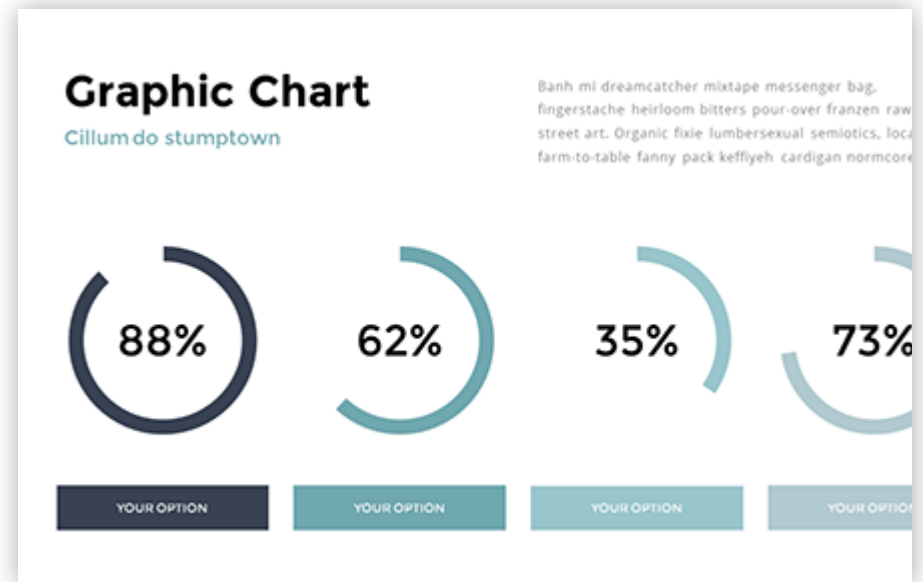 Graphic Chart
Cillum do stumptown
Banh mi dreamcatcher mixtape messenger bag,
fingerstache heirloom bitters pour-over franzen raw
street art. Organic fixie lumbersexual semiotics,
farm-to-table fanny pack keffiyeh cardigan normcore
88%
62%
35%
73%
YOUR OPTION
YOUR OPTION
YOUR OPTION
YOUR